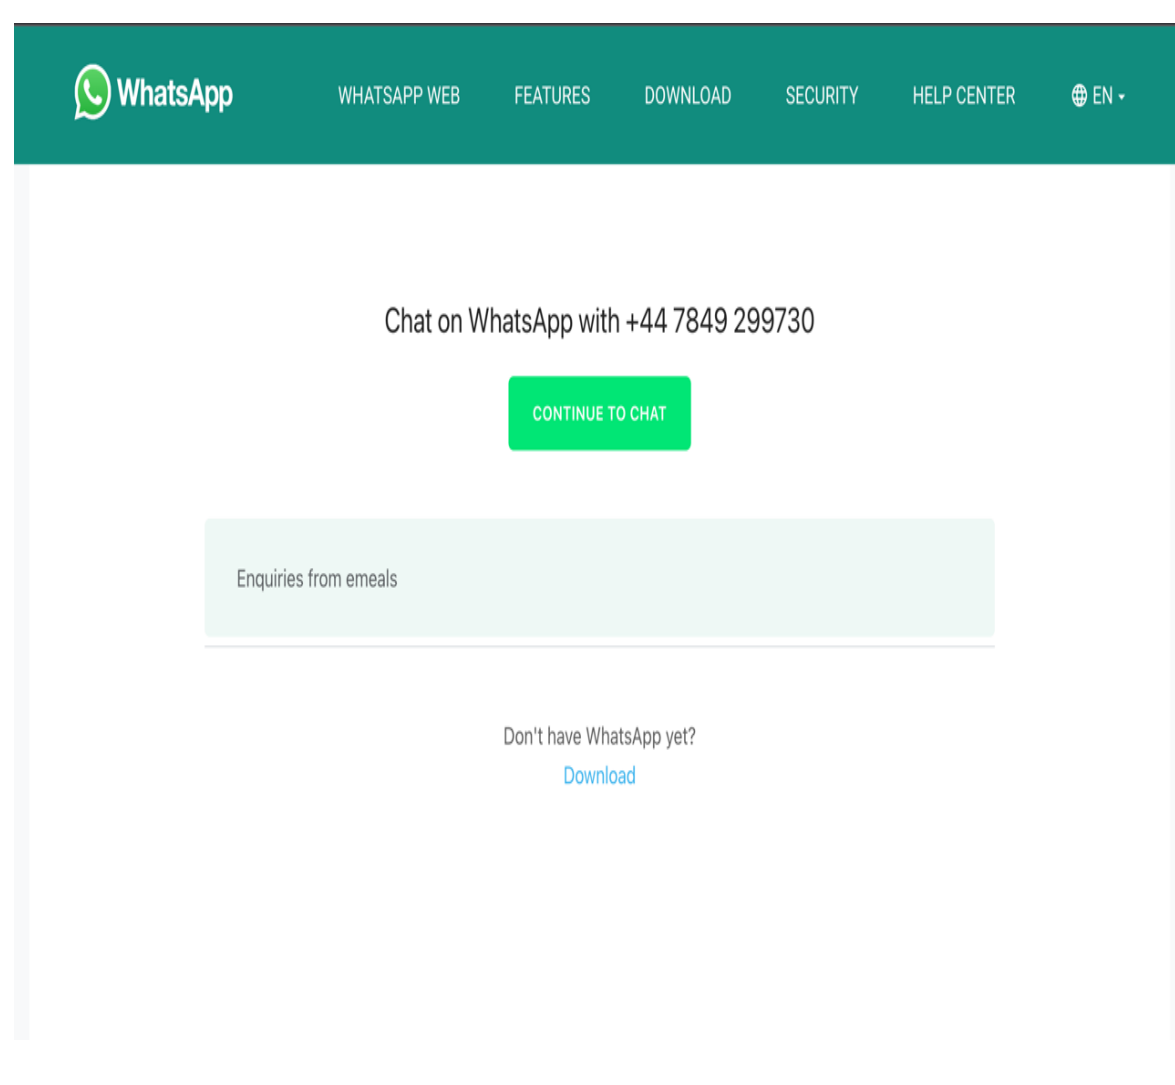 WhatsApp WHATSAPP WEB FEATURES DOWNLOAD SECURITY HELP CENTER EN
Chat on WhatsApp with +44 7849 299730
CONTINUE TO CHAT
Enquiries from emeals
Don't have WhatsApp yet?
Download